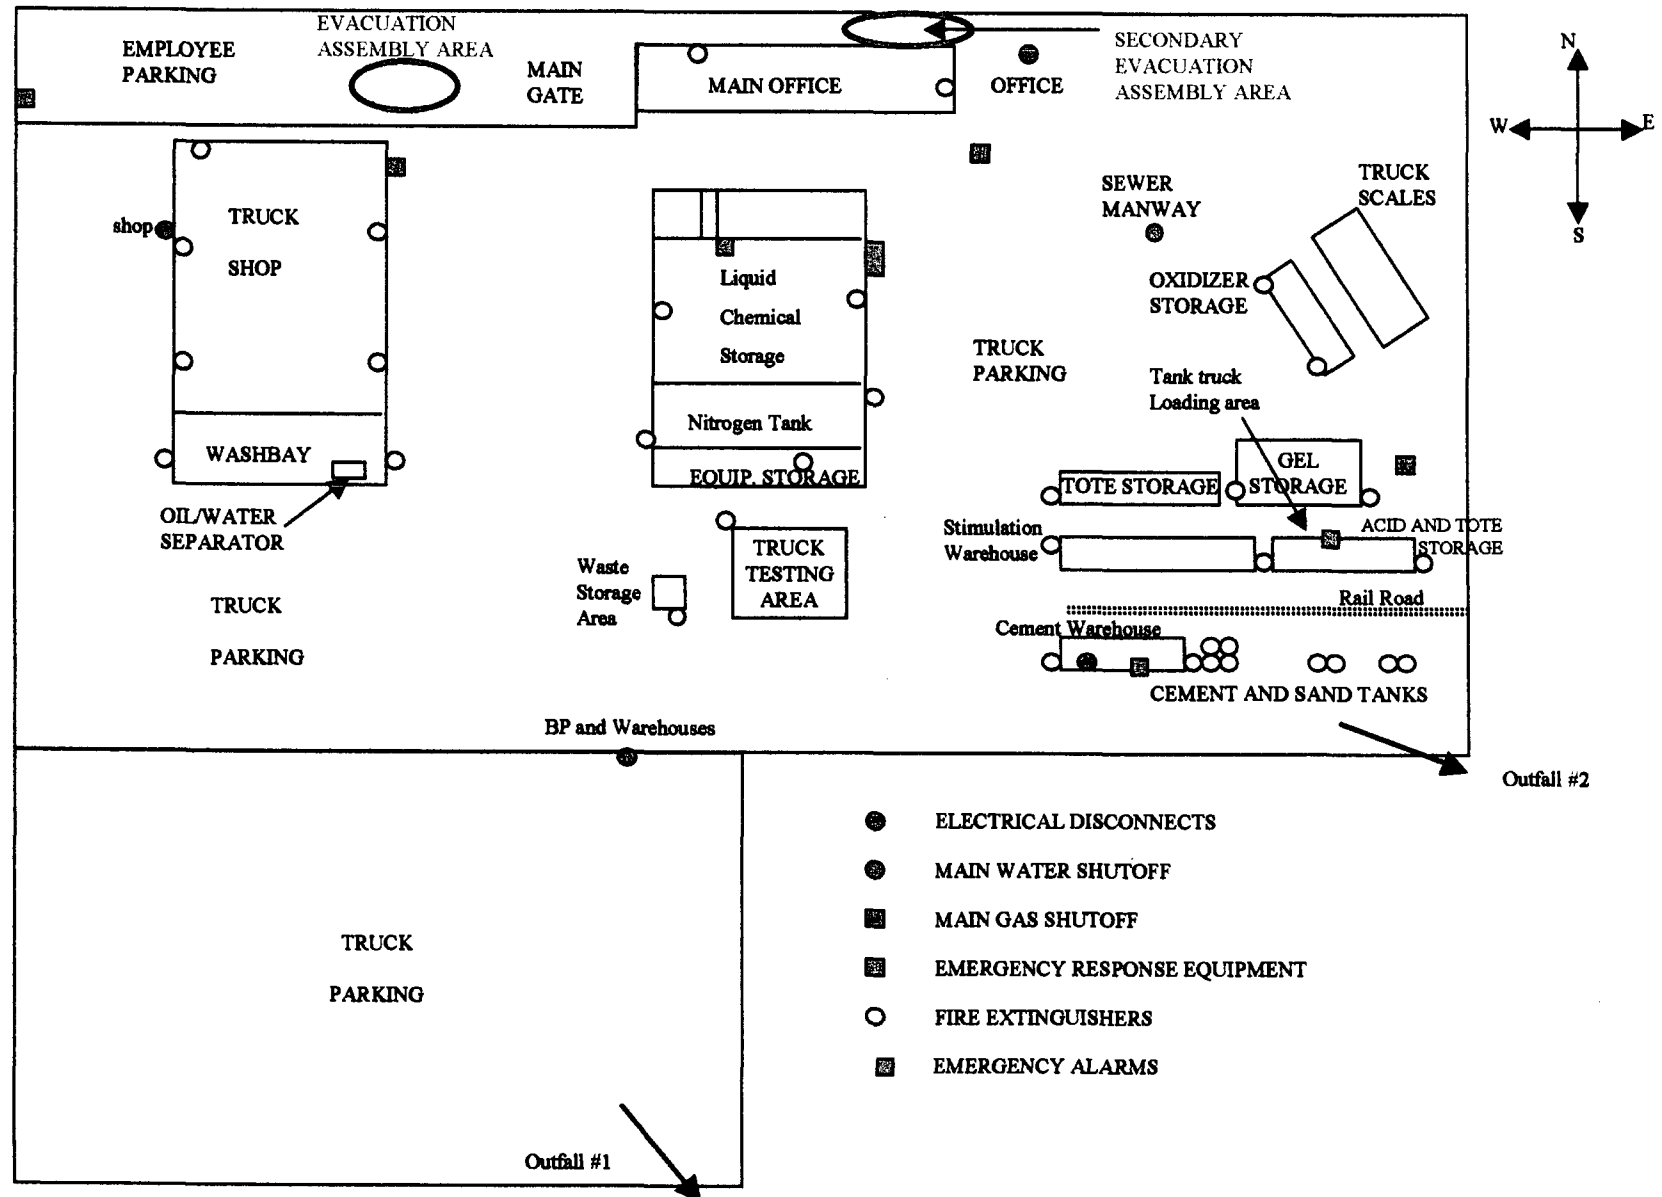 EVACUATION
ASSEMBLY AREA
EMPLOYEE
PARKING
MAIN
GATE
MAIN OFFICE
OFFICE
SECONDARY
EVACUATION
ASSEMBLY AREA
N
W
E
S
shop
TRUCK
SHOP
WASHBAY
OIL/WATER
SEPARATOR
Liquid
Chemical
Storage
Nitrogen Tank
EQUIP. STORAGE
SEWER
MANWAY
TRUCK
SCALES
OXIDIZER
STORAGE
TRUCK
PARKING
Tank truck
Loading area
GEL
STORAGE
TOTE STORAGE
Stimulation
Warehouse
ACID AND TOTE
STORAGE
Rail Road
Cement Warehouse
CEMENT AND SAND TANKS
TRUCK
TESTING
AREA
Waste
Storage
Area
TRUCK
PARKING
BP and Warehouses
Outfall #2
TRUCK
PARKING
Outfall #1
ELECTRICAL DISCONNECTS
MAIN WATER SHUTOFF
MAIN GAS SHUTOFF
EMERGENCY RESPONSE EQUIPMENT
FIRE EXTINGUISHERS
EMERGENCY ALARMS